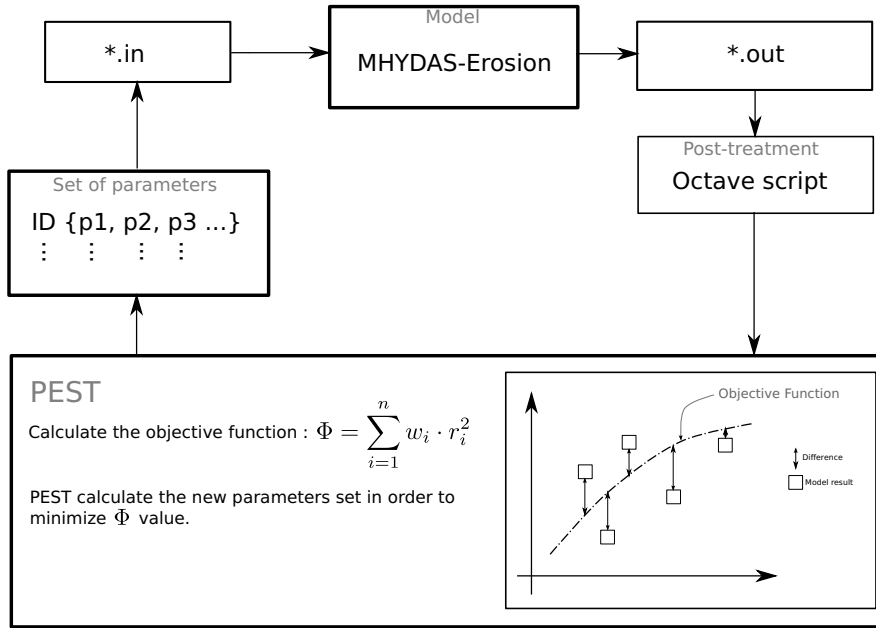 *.in
Model
MHYDAS-Erosion
*.out
Post-treatment
Octave script
Set of parameters
ID {p1, p2, p3 ...}
⋮ ⋮ ⋮ ⋮
PEST
Calculate the objective function : Φ = ∑_{i=1}^{n} w_i · r_i^2
PEST calculate the new parameters set in order to
minimize Φ value.
Objective Function
Difference
Model result